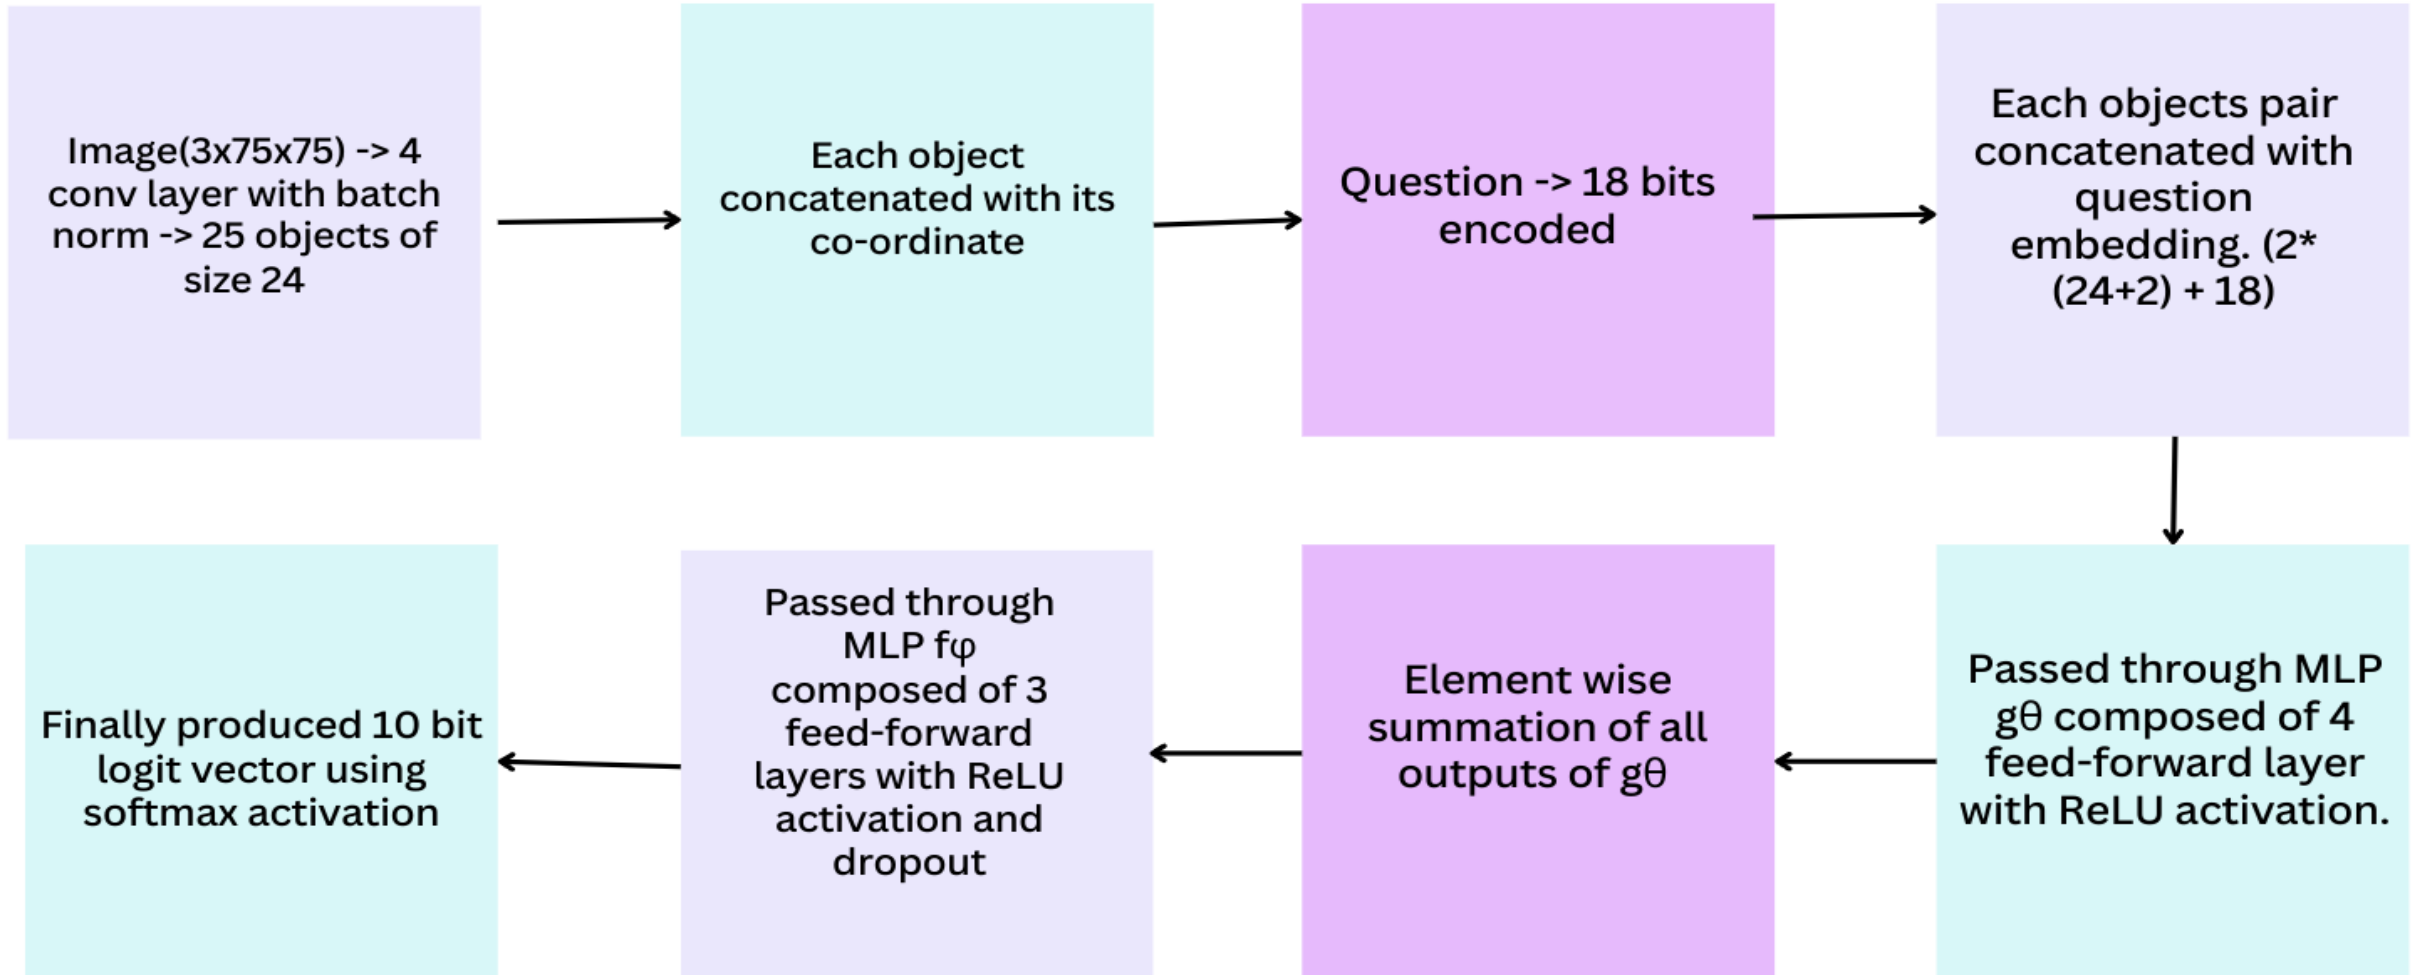 Image(3x75x75) -> 4
conv layer with batch
norm -> 25 objects of
size 24
Each object
concatenated with its
co-ordinate
Question -> 18 bits
encoded
Each objects pair
concatenated with
question
embedding. (2*
(24+2) + 18)
Passed through MLP
gθ composed of 4
feed-forward layer
with ReLU activation.
Element wise
summation of all
outputs of gθ
Passed through
MLP fφ
composed of 3
feed-forward
layers with ReLU
activation and
dropout
Finally produced 10 bit
logit vector using
softmax activation